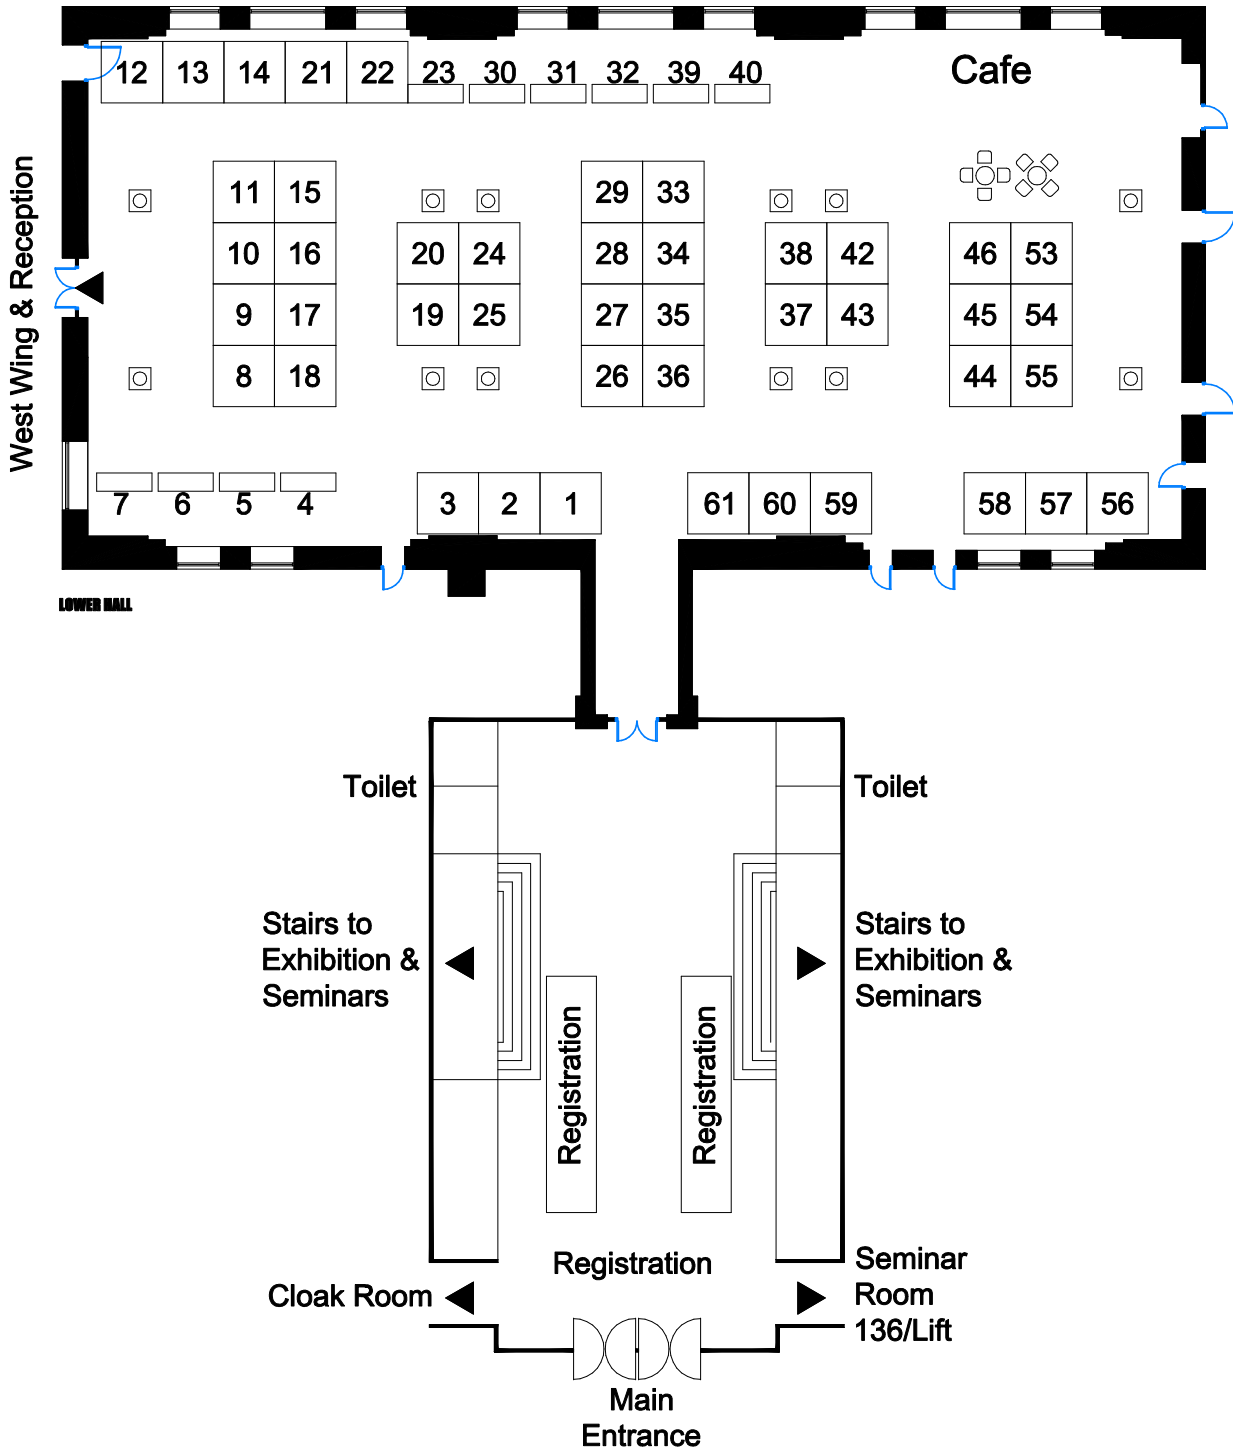 12 13 14 21 22 23 30 31 32 39 40
Cafe
West Wing & Reception
11 15 29 33
10 16 20 24 28 34 38 42 46 53
9 17 19 25 27 35 37 43 45 54
8 18 26 36 44 55
7 6 5 4 3 2 1 61 60 59 58 57 56
LOWER HALL
Toilet
Toilet
Stairs to
Exhibition &
Seminars
Stairs to
Exhibition &
Seminars
Registration
Registration
Registration
Cloak Room
Seminar
Room
136/Lift
Main
Entrance